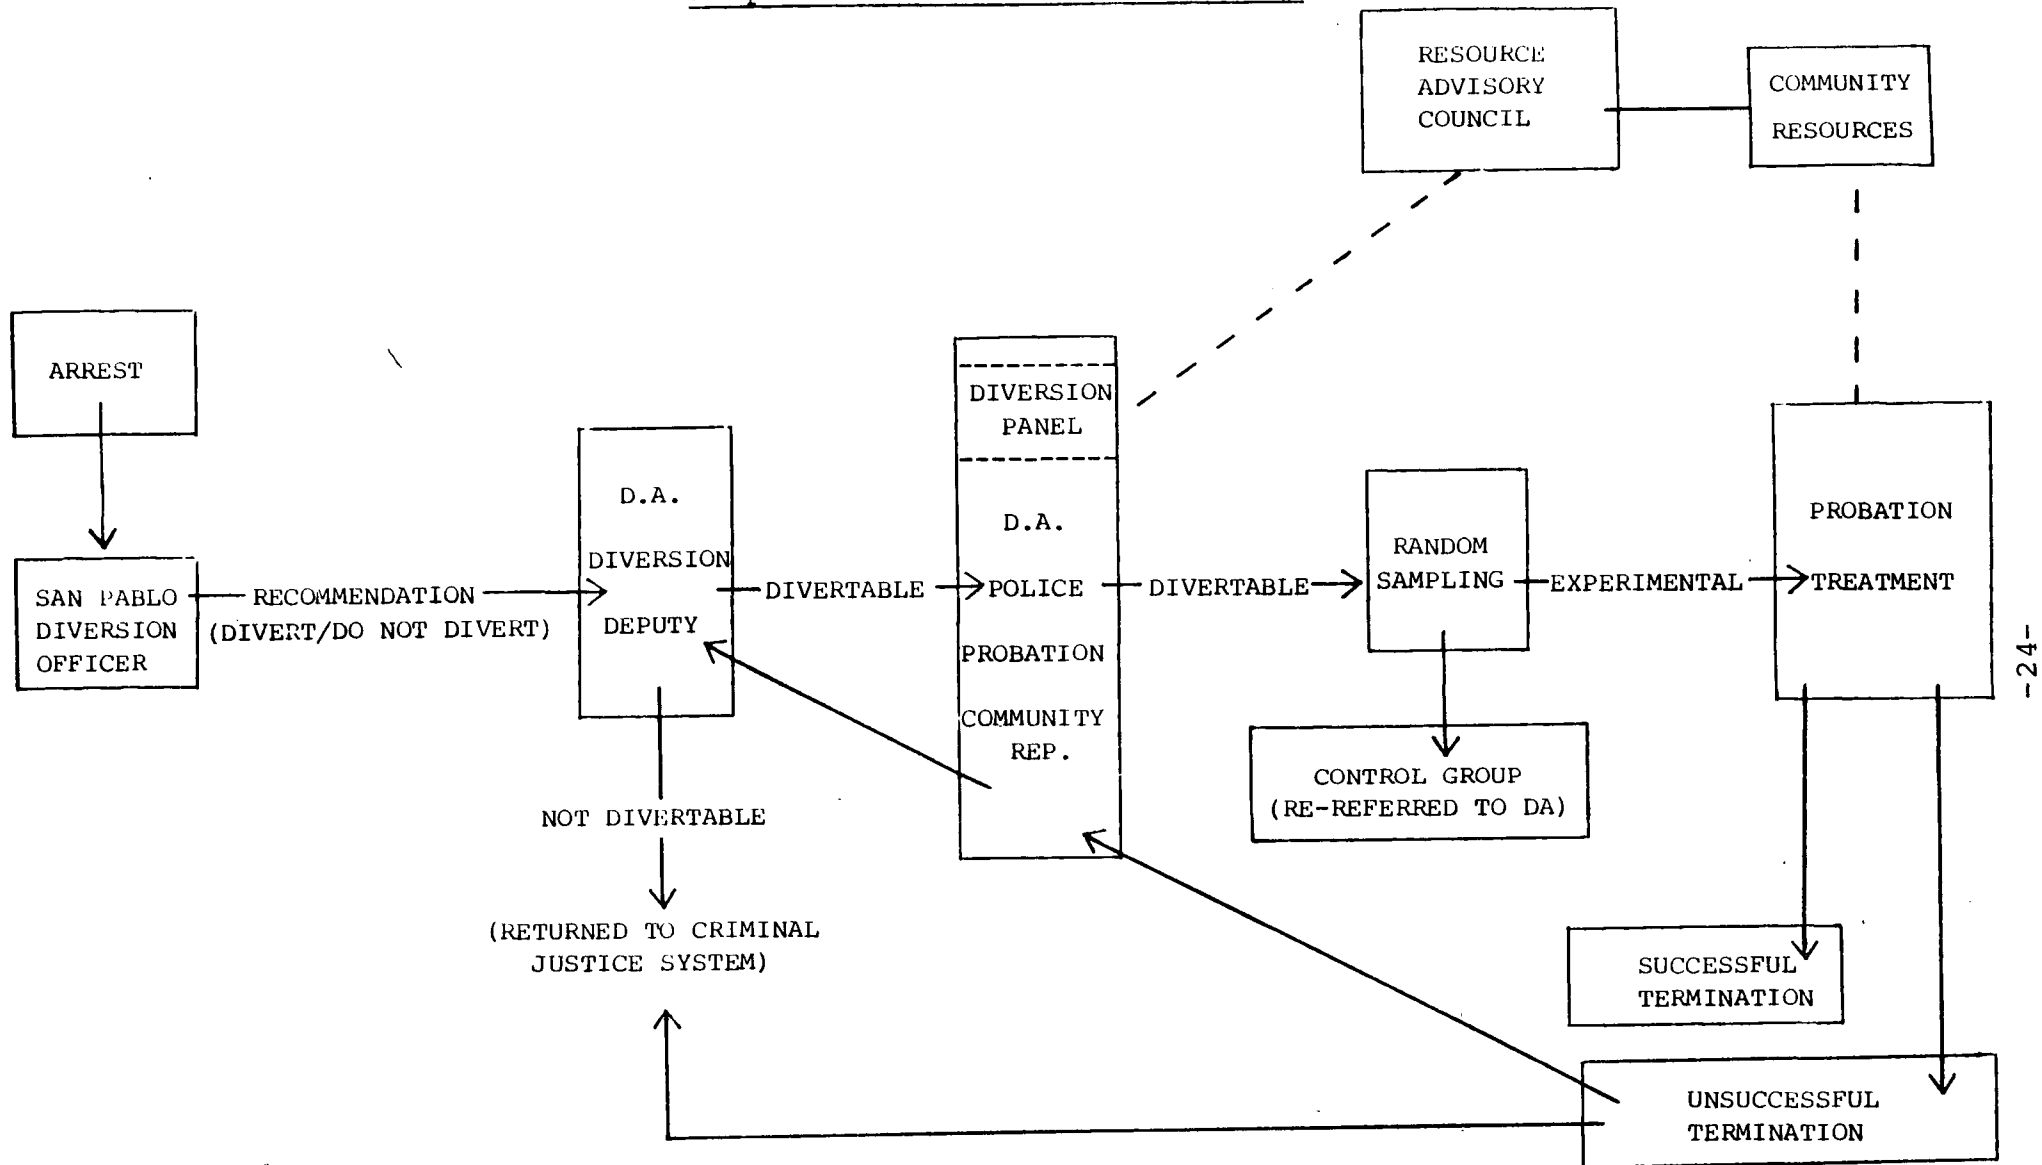 RESOURCE
ADVISORY
COUNCIL
COMMUNITY
RESOURCES
ARREST
SAN PABLO
DIVERSION
OFFICER
RECOMMENDATION
(DIVERT/DO NOT DIVERT)
D.A.
DIVERSION
DEPUTY
NOT DIVERTABLE
(RETURNED TO CRIMINAL
JUSTICE SYSTEM)
DIVERTABLE
DIVERSION
PANEL
D.A.
POLICE
PROBATION
COMMUNITY
REP.
DIVERTABLE
RANDOM
SAMPLING
CONTROL GROUP
(RE-REFERRED TO DA)
EXPERIMENTAL
PROBATION
TREATMENT
SUCCESSFUL
TERMINATION
UNSUCCESSFUL
TERMINATION
-24-